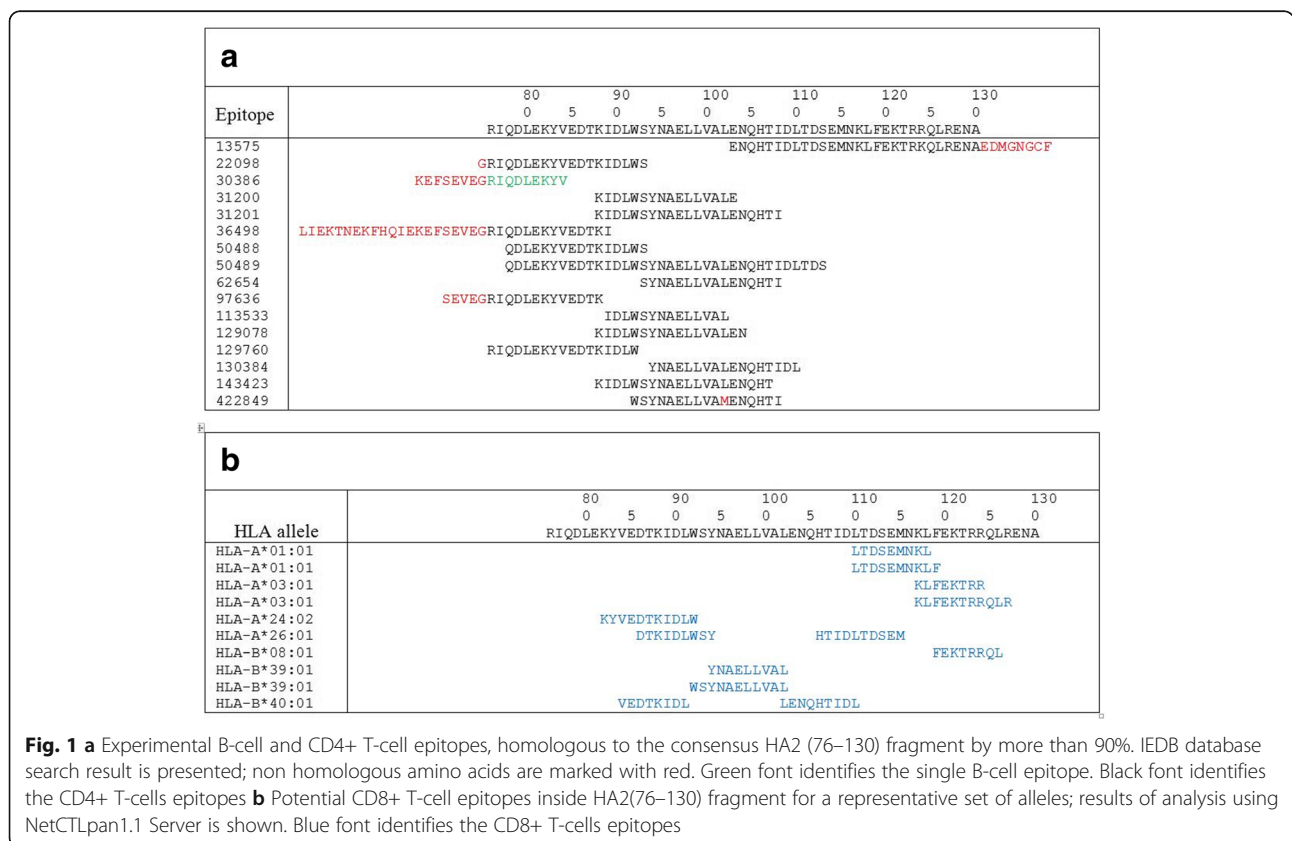 a
80 90 100 110 120 130
Epitope 0 5 0 5 0 5 0 5 0 5 0
RIQDLEKYVEDTKIDLWSYNAELLVALENQHTIDLTDSEMNKLFEKTRRQLRENA
13575 ENQHTIDLTDSEMNKLFEKTRKQLRENAEDMGNGCF
22098 GRIQDLEKYVEDTKIDLWS
30386 KEFSEVEGRIQDLEKYV
31200 KIDLWSYNAELLVALE
31201 KIDLWSYNAELLVALENQHTI
36498 LIEKTNEKFHQIEKEFSEVEGRIQDLEKYVEDTKI
50488 QDLEKYVEDTKIDLWS
50489 QDLEKYVEDTKIDLWSYNAELLVALENQHTIDLTDS
62654 SYNAELLVALENQHTI
97636 SEVEGRIQDLEKYVEDTK
113533 IDLWSYNAELLVAL
129078 KIDLWSYNAELLVALEN
129760 RIQDLEKYVEDTKIDLW
130384 YNAELLVALENQHTIDL
143423 KIDLWSYNAELLVALENQHT
422849 WSYNAELLVAMENQHTI
b
80 90 100 110 120 130
0 5 0 5 0 5 0 5 0 5 0
HLA allele RIQDLEKYVEDTKIDLWSYNAELLVALENQHTIDLTDSEMNKLFEKTRRQLRENA
HLA-A*01:01 LTDSEMNKL
HLA-A*01:01 LTDSEMNKLF
HLA-A*03:01 KLFEKTRR
HLA-A*03:01 KLFEKTRRQLR
HLA-A*24:02 KYVEDTKIDLW
HLA-A*26:01 DTKIDLWSY HTIDLTDSEM
HLA-B*08:01 FEKTRRQL
HLA-B*39:01 YNAELLVAL
HLA-B*39:01 WSYNAELLVAL
HLA-B*40:01 VEDTKIDL LENQHTIDL
Fig. 1 a Experimental B-cell and CD4+ T-cell epitopes, homologous to the consensus HA2 (76–130) fragment by more than 90%. IEDB database
search result is presented; non homologous amino acids are marked with red. Green font identifies the single B-cell epitope. Black font identifies
the CD4+ T-cells epitopes b Potential CD8+ T-cell epitopes inside HA2(76–130) fragment for a representative set of alleles; results of analysis using
NetCTLpan1.1 Server is shown. Blue font identifies the CD8+ T-cells epitopes